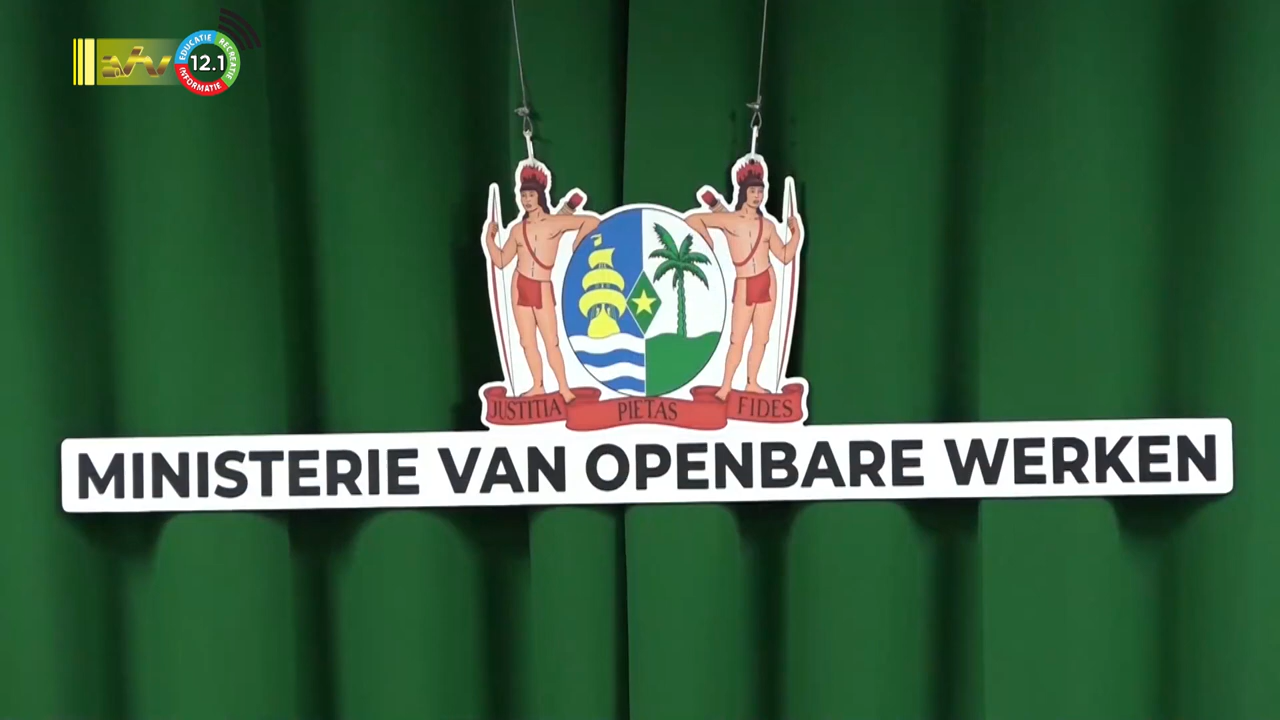 EDUCATIE
RECREATIE
INFORMATIE
12.1
JUSTITIA PIETAS FIDES
MINISTERIE VAN OPENBARE WERKEN